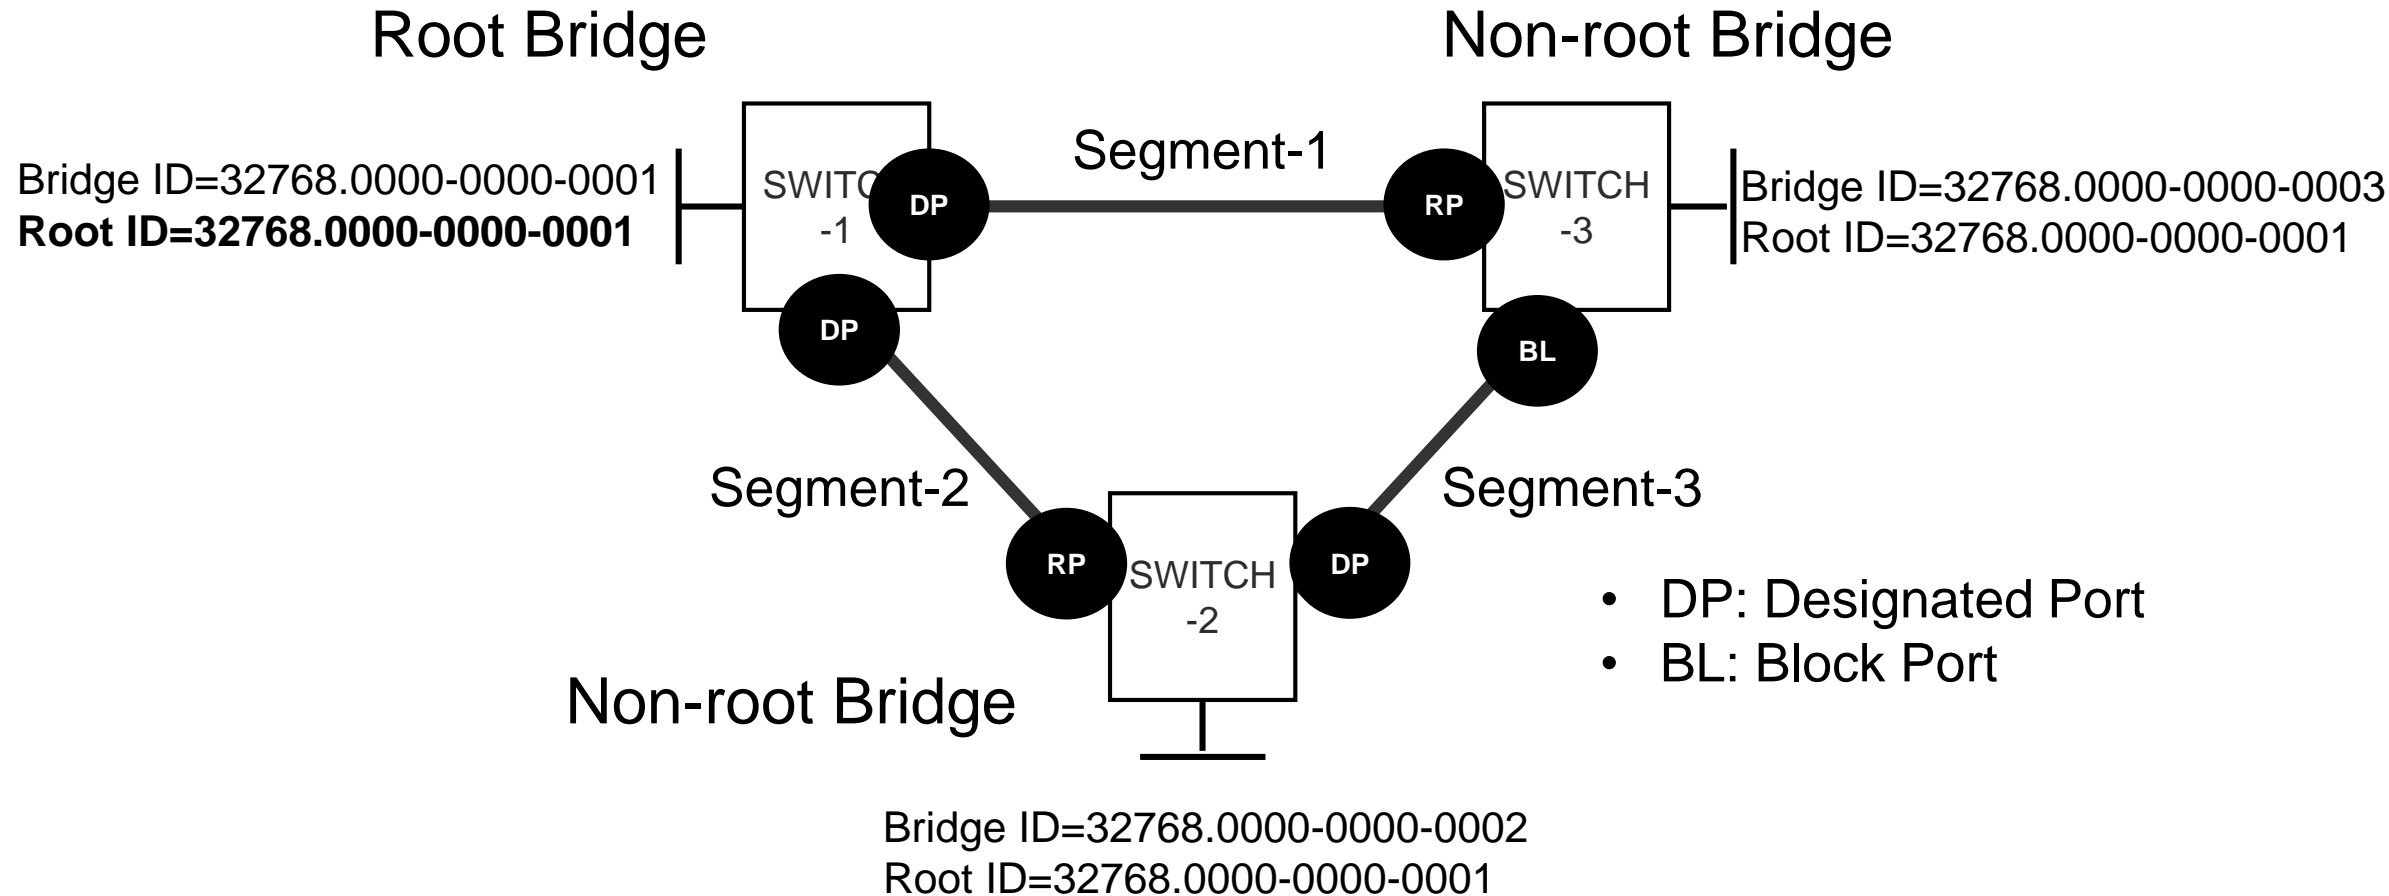 Root Bridge
Non-root Bridge
Bridge ID=32768.0000-0000-0001
Root ID=32768.0000-0000-0001
SWITC
-1
DP
DP
Segment-1
RP
SWITCH
-3
BL
Bridge ID=32768.0000-0000-0003
Root ID=32768.0000-0000-0001
Segment-2
Segment-3
RP
SWITCH
-2
DP
• DP: Designated Port
• BL: Block Port
Non-root Bridge
Bridge ID=32768.0000-0000-0002
Root ID=32768.0000-0000-0001